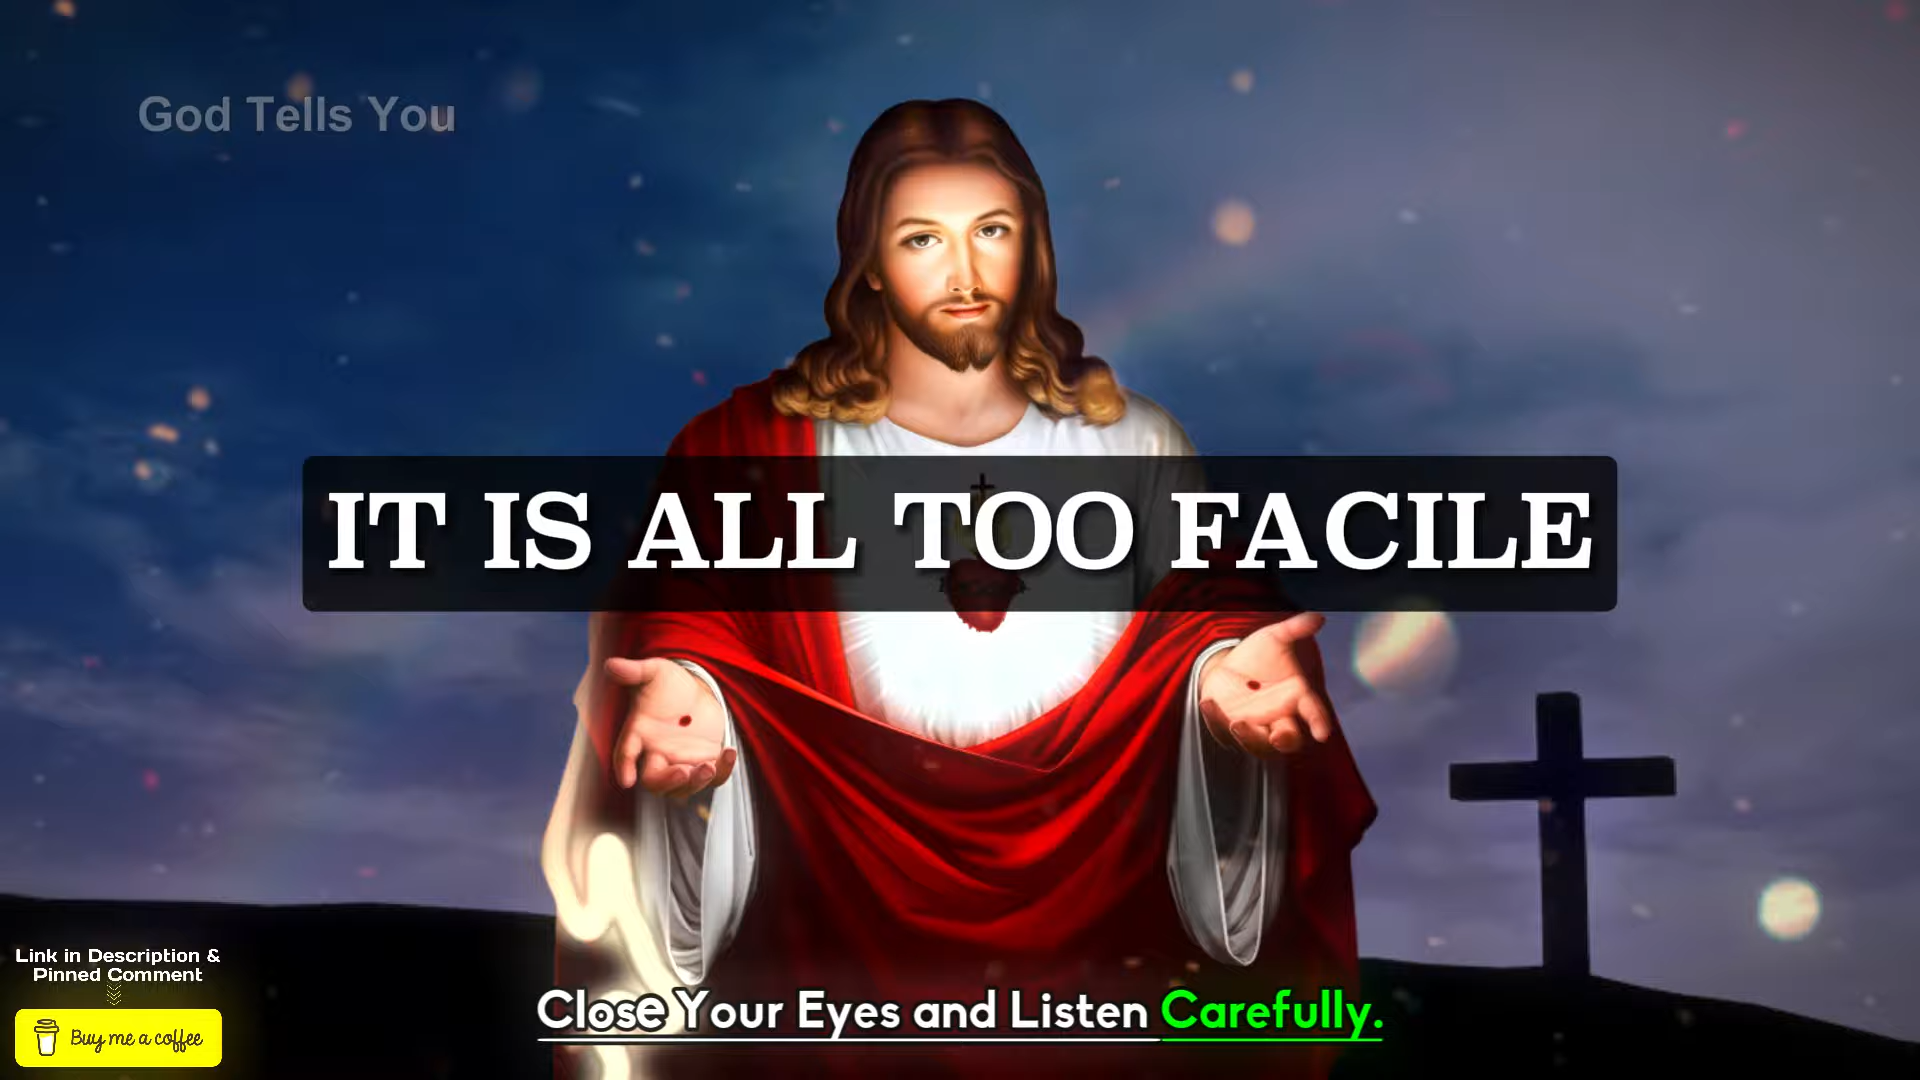 God Tells You
IT IS ALL TOO FACILE
Link in Description &
Pinned Comment
Buy me a coffee
Close Your Eyes and Listen Carefully.